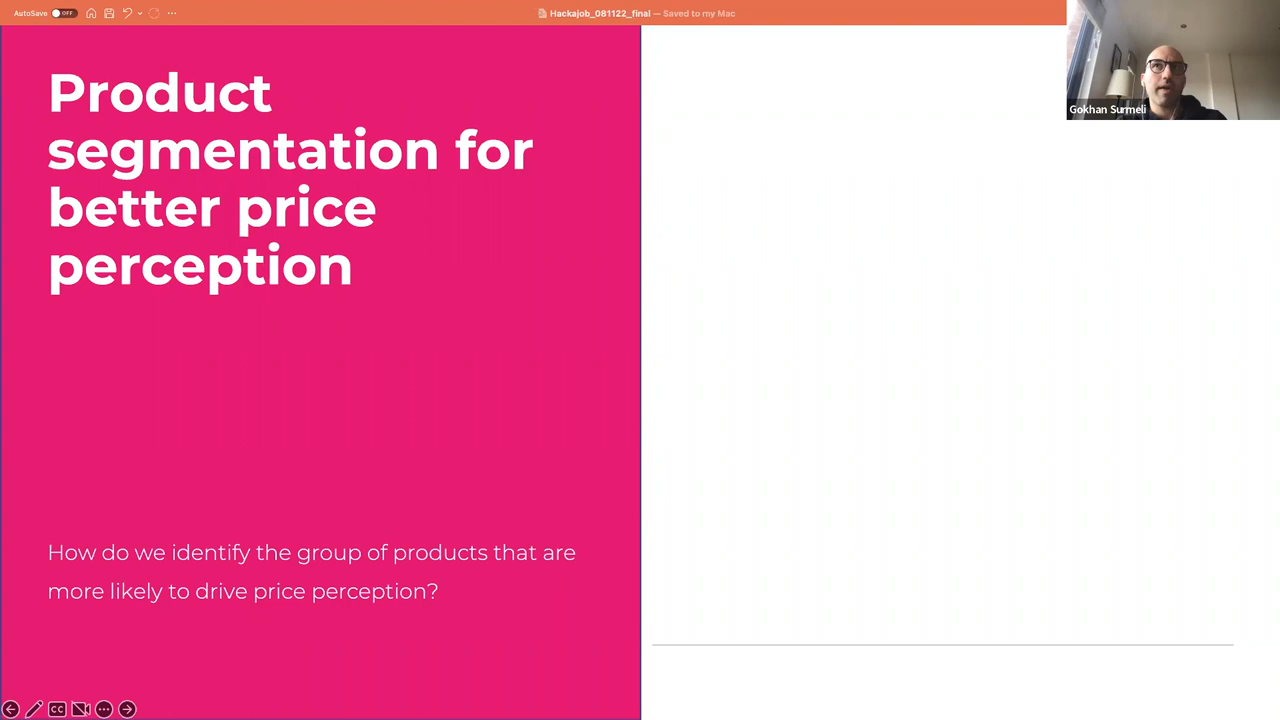 AutoSave OFF
Hackajob_081122_final — Saved to my Mac
Gokhan Surmeli
Product
segmentation for
better price
perception
How do we identify the group of products that are
more likely to drive price perception?
CC